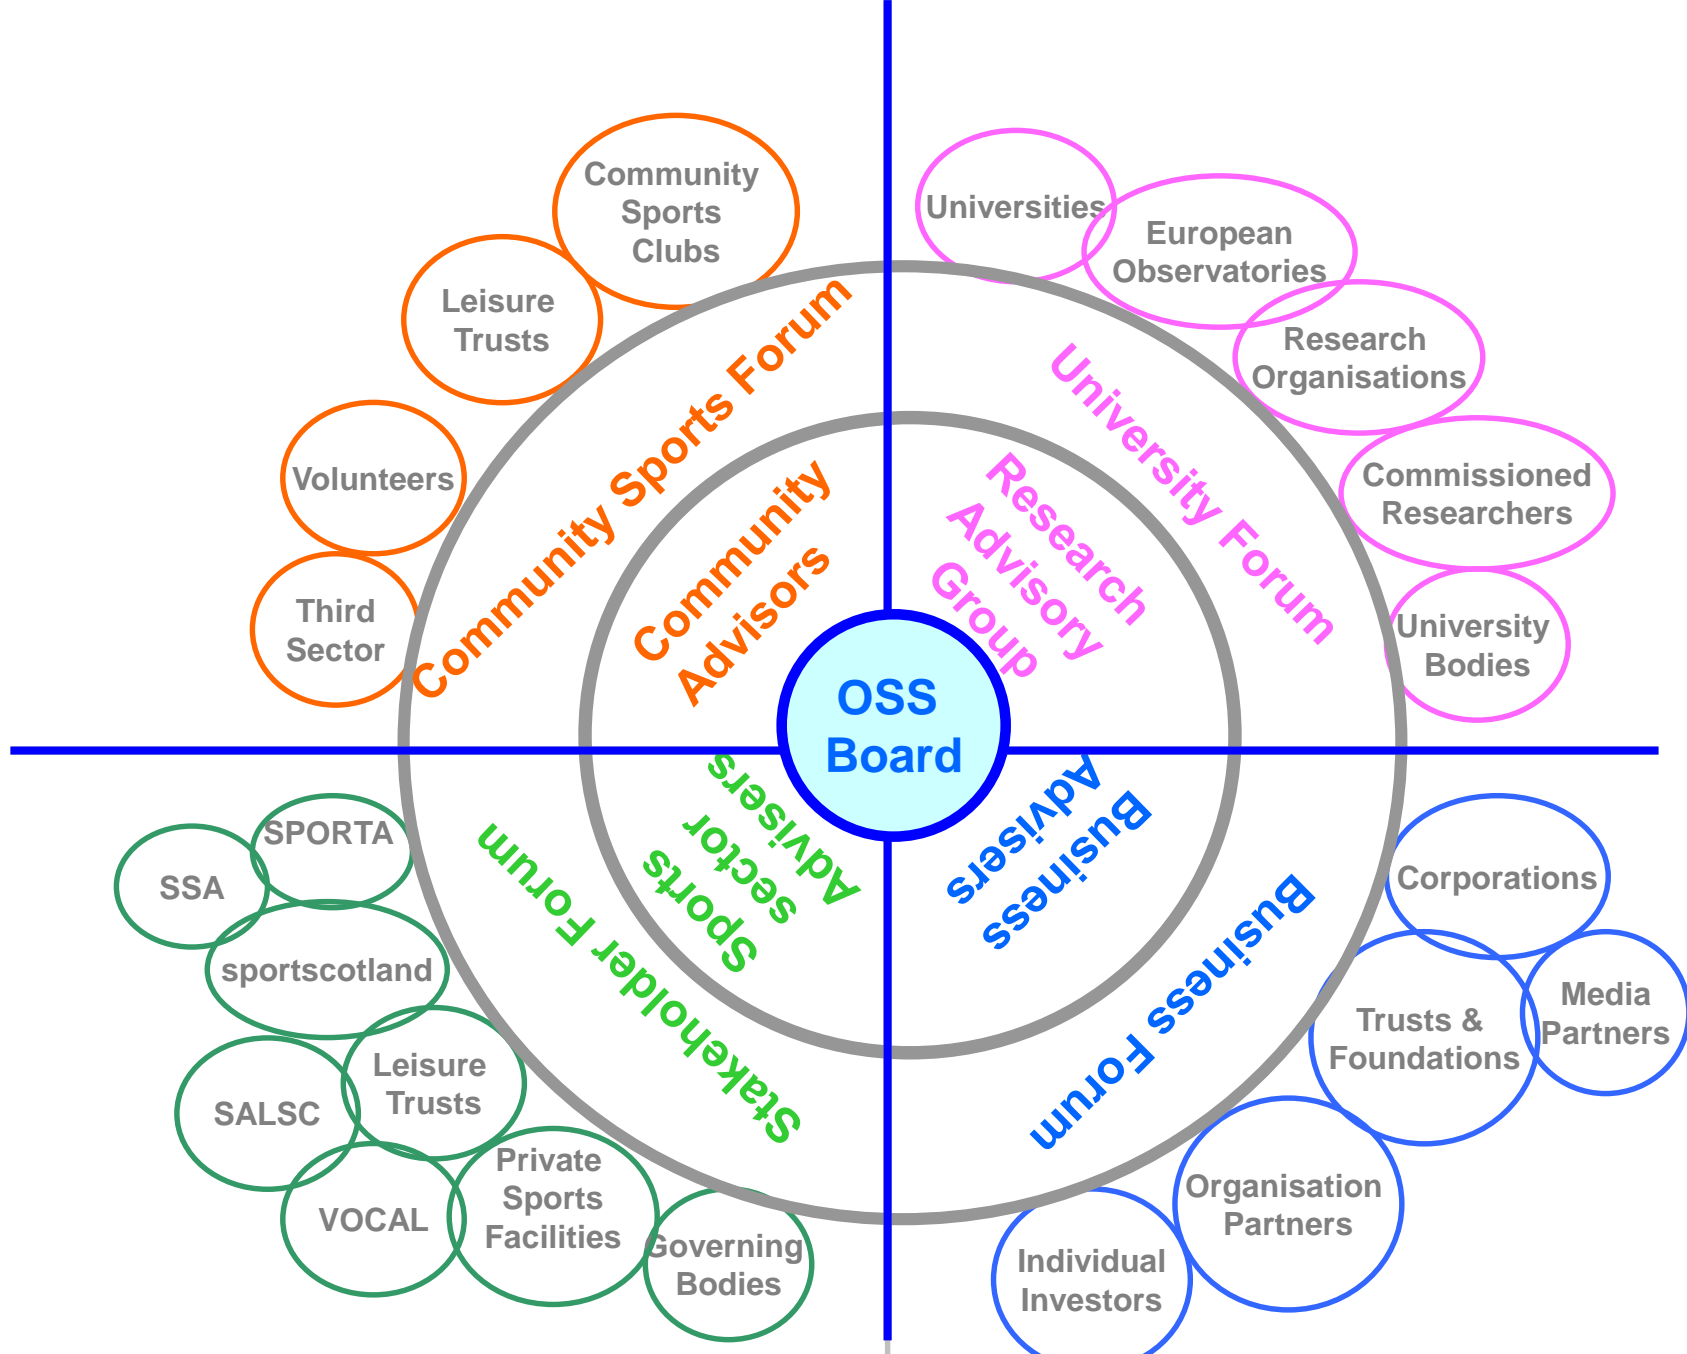 Community
Sports
Clubs
Leisure
Trusts
Volunteers
Third
Sector
Community Sports Forum
Community
Advisors
Universities
European
Observatories
Research
Organisations
Commissioned
Researchers
University
Bodies
University Forum
Research
Advisory
Group
OSS
Board
SPORTA
SSA
sportscotland
Leisure
Trusts
SALSC
VOCAL
Private
Sports
Facilities
Governing
Bodies
Stakeholder Forum
Sports
sector
Advisers
Business
Advisers
Business Forum
Corporations
Media
Partners
Trusts &
Foundations
Organisation
Partners
Individual
Investors